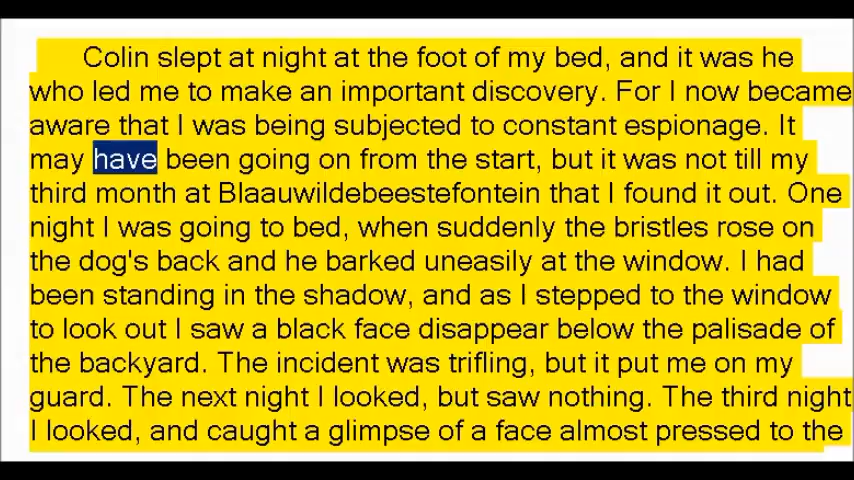 Colin slept at night at the foot of my bed, and it was he
who led me to make an important discovery. For I now became
aware that I was being subjected to constant espionage. It
may have been going on from the start, but it was not till my
third month at Blaauwildebeestefontein that I found it out. One
night I was going to bed, when suddenly the bristles rose on
the dog's back and he barked uneasily at the window. I had
been standing in the shadow, and as I stepped to the window
to look out I saw a black face disappear below the palisade of
the backyard. The incident was trifling, but it put me on my
guard. The next night I looked, but saw nothing. The third night
I looked, and caught a glimpse of a face almost pressed to the